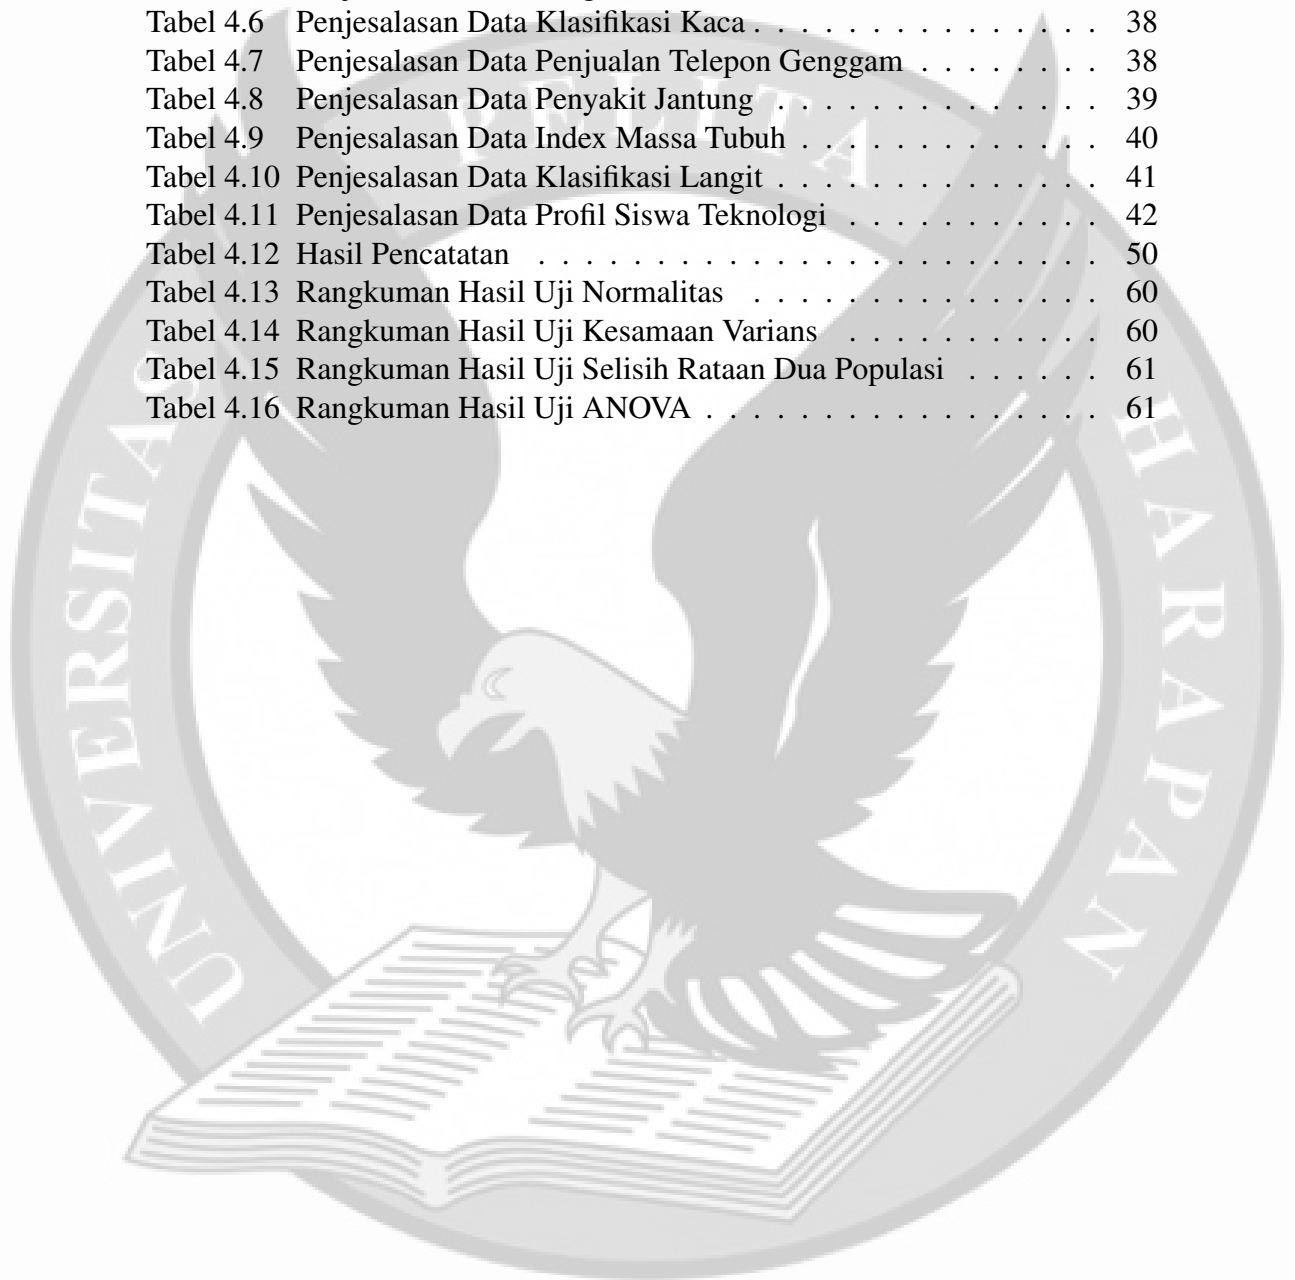 Tabel 4.6 Penjesalasan Data Klasifikasi Kaca . . . . . . . . . . . . . . . 38
Tabel 4.7 Penjesalasan Data Penjualan Telepon Genggam . . . . . . . . 38
Tabel 4.8 Penjesalasan Data Penyakit Jantung . . . . . . . . . . . . . . 39
Tabel 4.9 Penjesalasan Data Index Massa Tubuh . . . . . . . . . . . . . 40
Tabel 4.10 Penjesalasan Data Klasifikasi Langit . . . . . . . . . . . . . . 41
Tabel 4.11 Penjesalasan Data Profil Siswa Teknologi . . . . . . . . . . . 42
Tabel 4.12 Hasil Pencatatan . . . . . . . . . . . . . . . . . . . . . . . . 50
Tabel 4.13 Rangkuman Hasil Uji Normalitas . . . . . . . . . . . . . . . 60
Tabel 4.14 Rangkuman Hasil Uji Kesamaan Varians . . . . . . . . . . . 60
Tabel 4.15 Rangkuman Hasil Uji Selisih Rataan Dua Populasi . . . . . . 61
Tabel 4.16 Rangkuman Hasil Uji ANOVA . . . . . . . . . . . . . . . . . 61
UNIVERSITAS PELITA HARAPAN